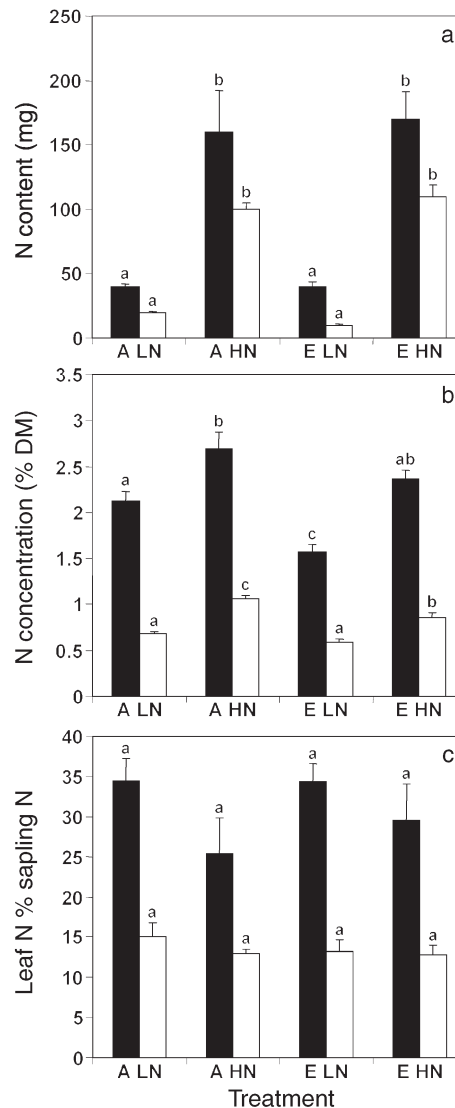 a
N content (mg)
250
200
150
100
50
0
a
a
b
b
a
a
b
b
A LN
A HN
E LN
E HN
b
N concentration (% DM)
3.5
3
2.5
2
1.5
1
0.5
0
a
a
b
c
c
a
ab
b
A LN
A HN
E LN
E HN
c
Leaf N % sapling N
40
35
30
25
20
15
10
5
0
a
a
a
a
a
a
a
a
A LN
A HN
E LN
E HN
Treatment